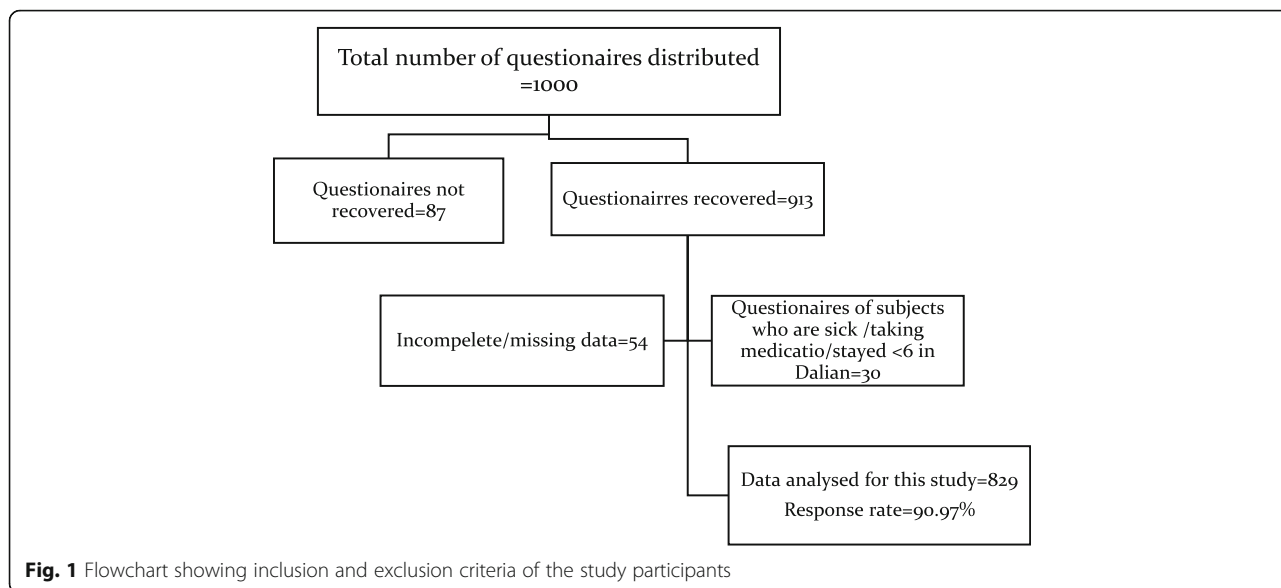 Total number of questionaires distributed
=1000
Questionaires not
recovered=87
Questionairres recovered=913
Incompelete/missing data=54
Questionaires of subjects
who are sick /taking
medicatio/stayed <6 in
Dalian=30
Data analysed for this study=829
Response rate=90.97%
Fig. 1 Flowchart showing inclusion and exclusion criteria of the study participants